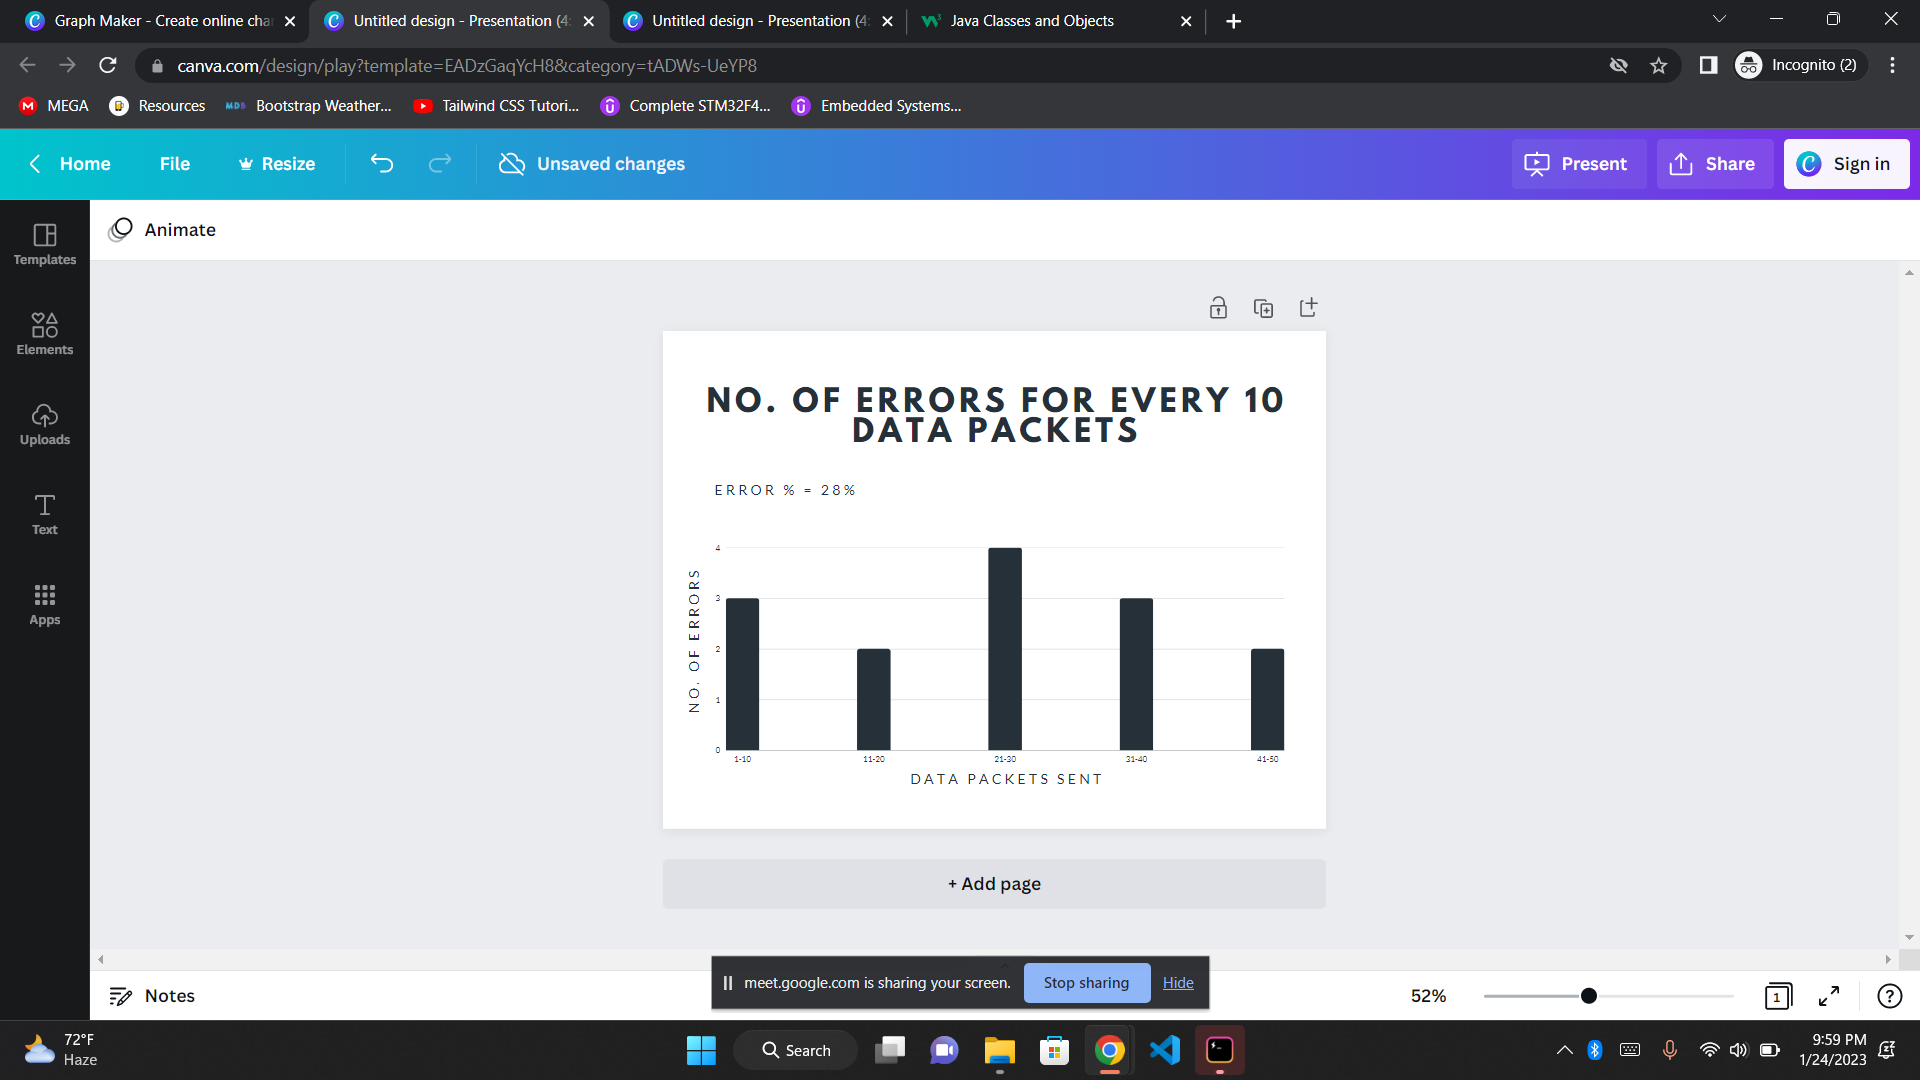 Graph Maker - Create online cha
Untitled design - Presentation (4:
Untitled design - Presentation (4:
Java Classes and Objects
canva.com/design/play?template=EADzGaqYcH8&category=tADWs-UeYP8
Incognito (2)
MEGA
Resources
Bootstrap Weather...
Tailwind CSS Tutori...
Complete STM32F4...
Embedded Systems...
Home
File
Resize
Unsaved changes
Present
Share
Sign in
Animate
Templates
Elements
Uploads
Text
Apps
NO. OF ERRORS FOR EVERY 10
DATA PACKETS
ERROR % = 28%
NO. OF ERRORS
4
3
2
1
0
1-10
11-20
21-30
31-40
41-50
DATA PACKETS SENT
+ Add page
meet.google.com is sharing your screen.
Stop sharing
Hide
Notes
52%
1
72°F
Haze
Search
9:59 PM
1/24/2023